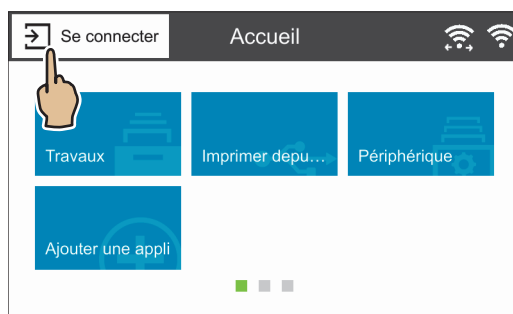 Se connecter
Accueil
Travaux
Imprimer depu...
Périphérique
Ajouter une appli